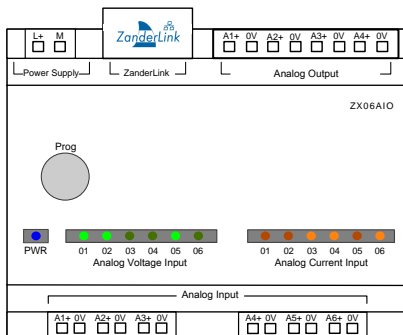 L+ M
ZanderLink
A1+ 0V A2+ 0V A3+ 0V A4+ 0V
Power Supply
ZanderLink
Analog Output
ZX06AIO
Prog
PWR
01 02 03 04 05 06
Analog Voltage Input
01 02 03 04 05 06
Analog Current Input
Analog Input
A1+ 0V A2+ 0V A3+ 0V
A4+ 0V A5+ 0V A6+ 0V